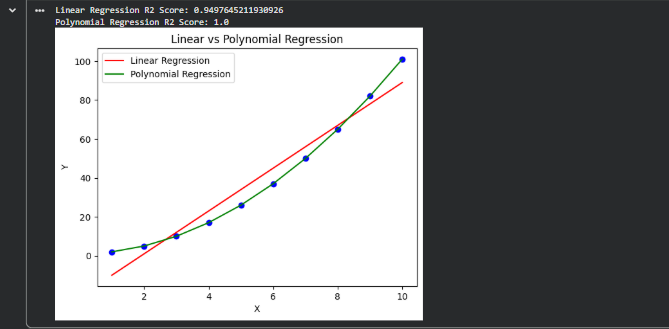 Linear Regression R2 Score: 0.9497645211930926
Polynomial Regression R2 Score: 1.0
Linear vs Polynomial Regression
Linear Regression
Polynomial Regression
100
80
60
40
20
0
Y
2 4 6 8 10
X